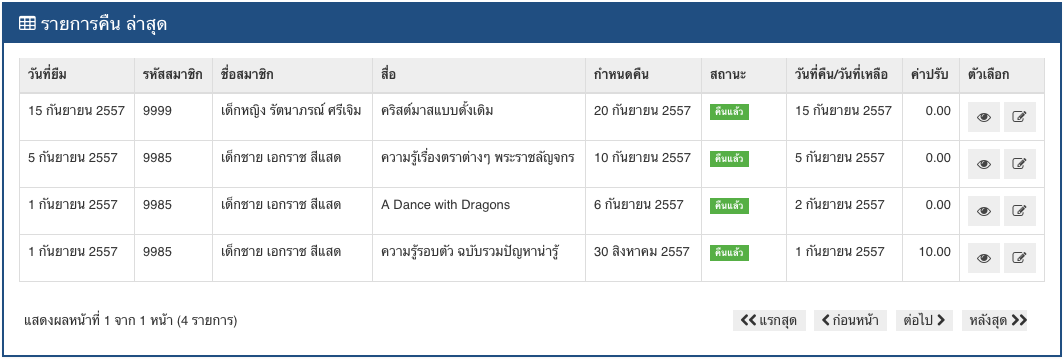 รายการคืน ล่าสุด
วันที่ยืม รหัสสมาชิก ชื่อสมาชิก สื่อ กำหนดคืน สถานะ วันที่คืน/วันที่เหลือ ค่าปรับ ตัวเลือก
15 กันยายน 2557 9999 เด็กหญิง รัตนาภรณ์ ศรีเจิม คริสต์มาสแบบดั้งเดิม 20 กันยายน 2557 คืนแล้ว 15 กันยายน 2557 0.00
5 กันยายน 2557 9985 เด็กชาย เอกราช สีแสด ความรู้เรื่องตราต่างๆ พระราชลัญจกร 10 กันยายน 2557 คืนแล้ว 5 กันยายน 2557 0.00
1 กันยายน 2557 9985 เด็กชาย เอกราช สีแสด A Dance with Dragons 6 กันยายน 2557 คืนแล้ว 2 กันยายน 2557 0.00
1 กันยายน 2557 9985 เด็กชาย เอกราช สีแสด ความรู้รอบตัว ฉบับรวมปัญหาน่ารู้ 30 สิงหาคม 2557 คืนแล้ว 1 กันยายน 2557 10.00
แสดงผลหน้าที่ 1 จาก 1 หน้า (4 รายการ) แรกสุด ก่อนหน้า ต่อไป หลังสุด